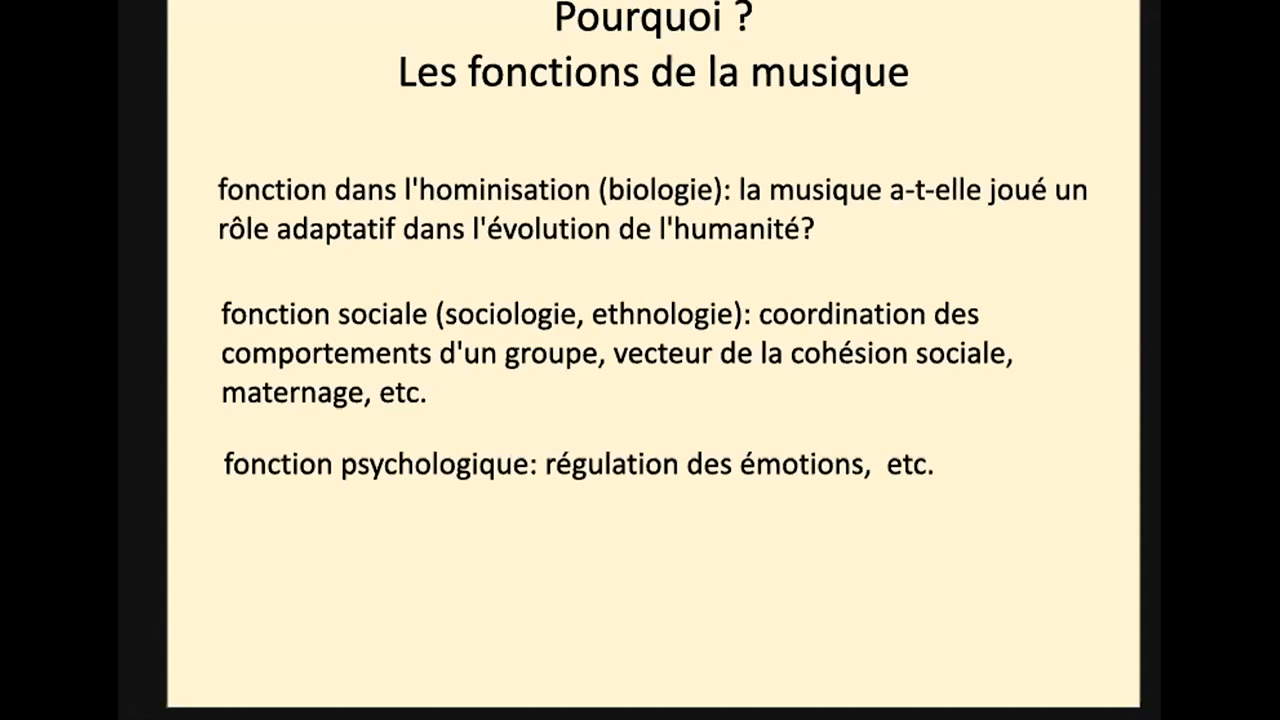 Pourquoi ?
Les fonctions de la musique
fonction dans l'hominisation (biologie): la musique a-t-elle joué un
rôle adaptatif dans l'évolution de l'humanité?
fonction sociale (sociologie, ethnologie): coordination des
comportements d'un groupe, vecteur de la cohésion sociale,
maternage, etc.
fonction psychologique: régulation des émotions,  etc.